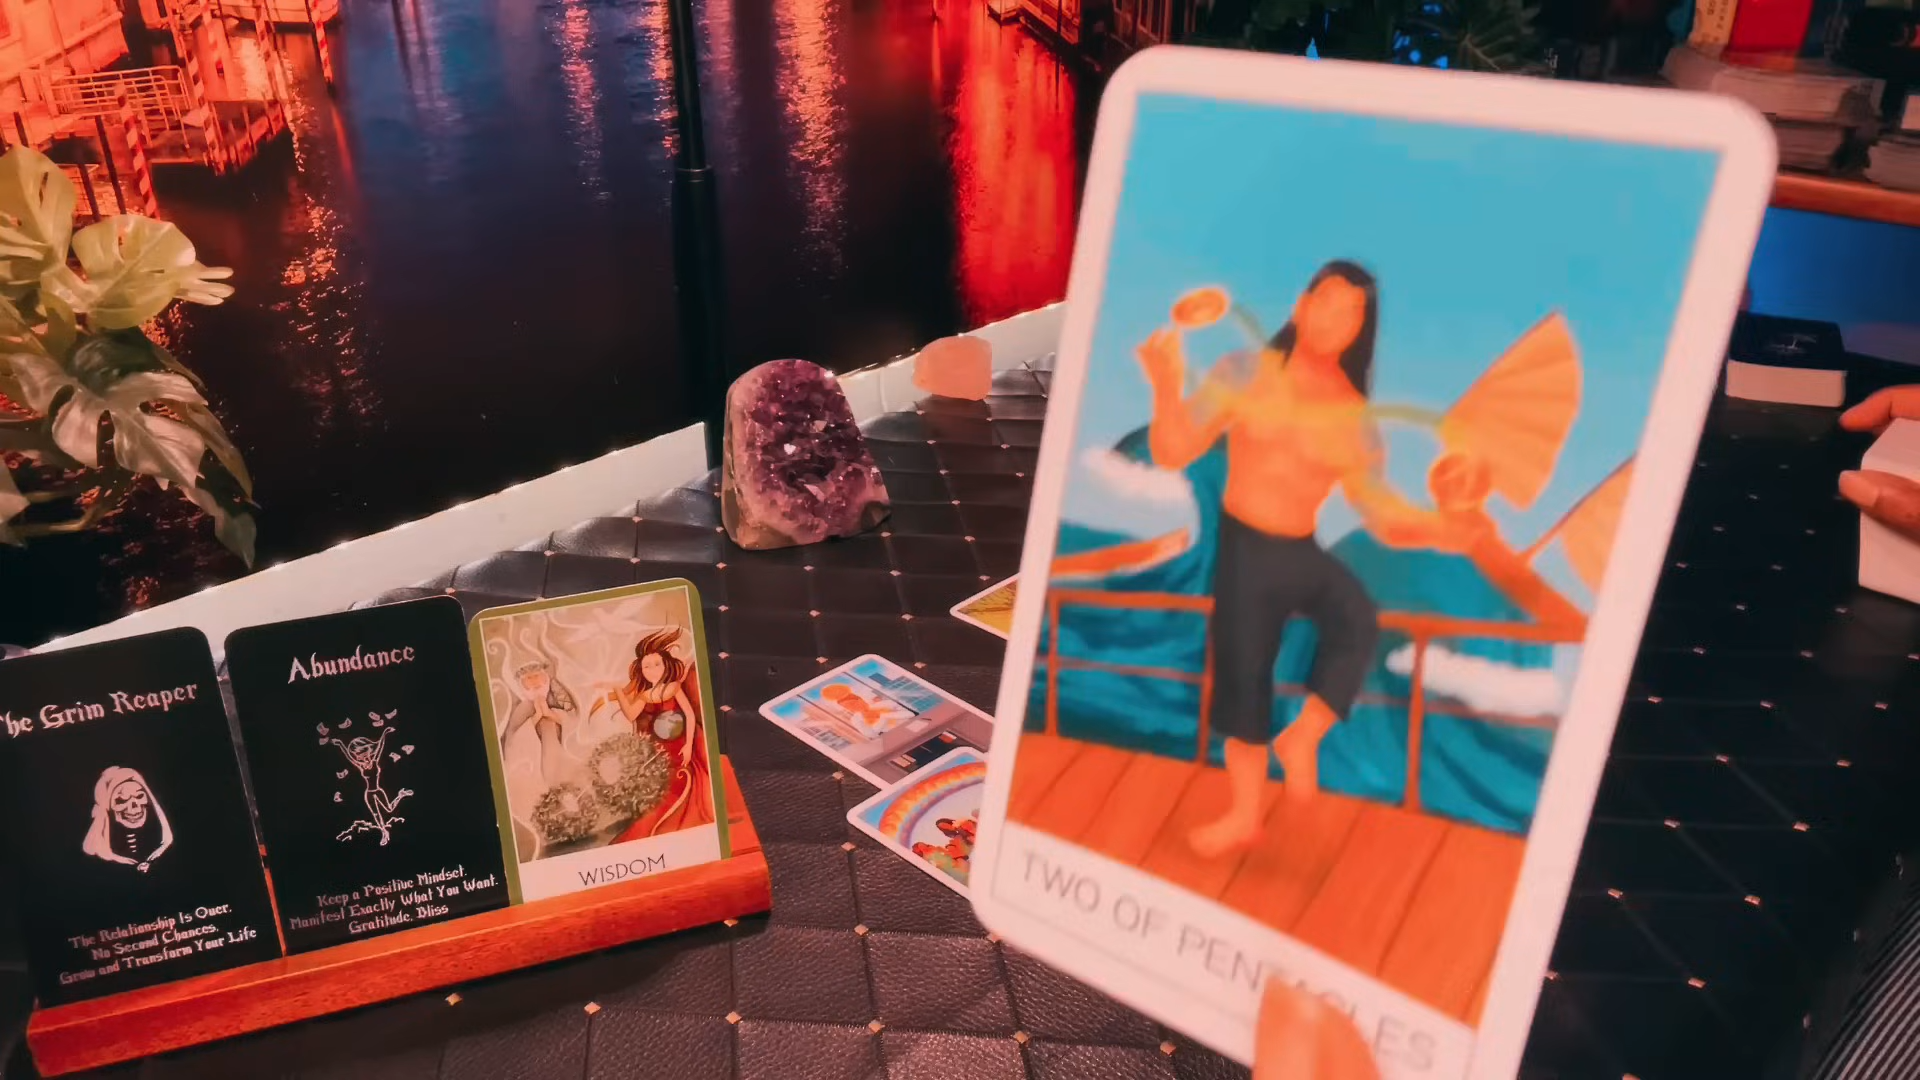 The Grim Reaper
The Relationship Is Over.
No Second Chances.
Grow and Transform Your Life
Abundance
Keep a Positive Mindset.
Manifest Exactly What You Want.
Gratitude. Bliss
WISDOM
TWO OF PENTACLES